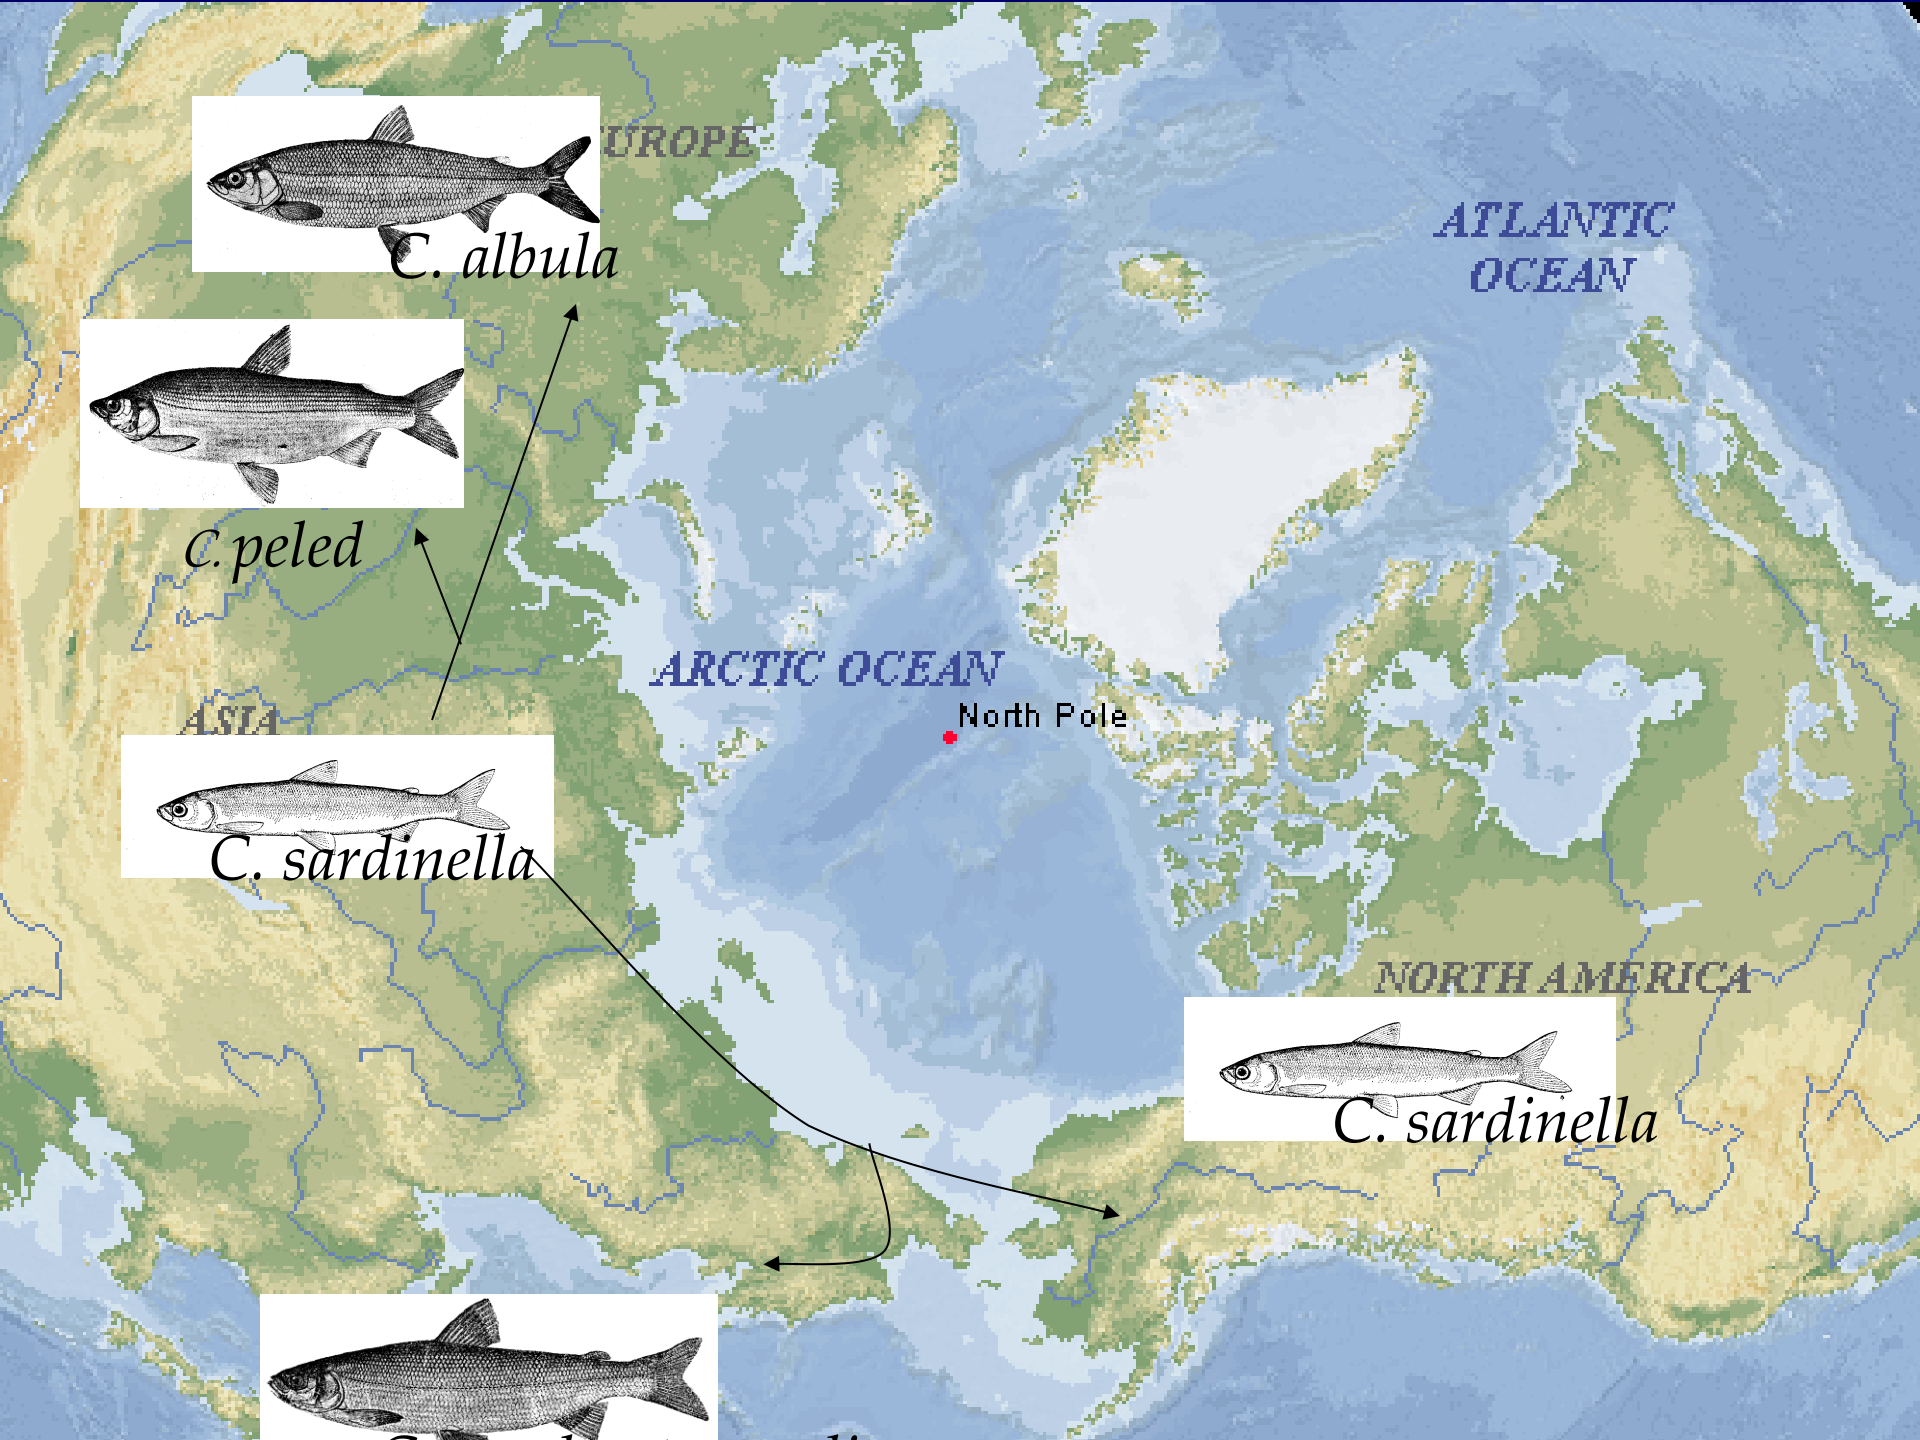 UROPE
C. albula
ATLANTIC
OCEAN
C. peled
ARCTIC OCEAN
North Pole
ASIA
C. sardinella
NORTH AMERICA
C. sardinella